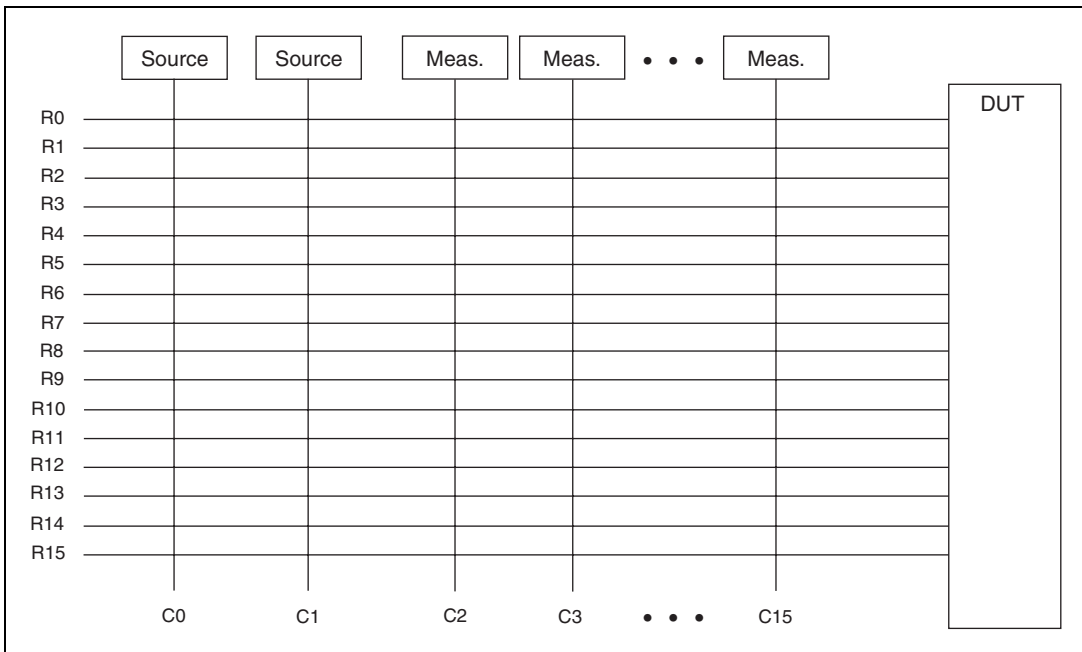 Source Source Meas. Meas. • • • Meas.
DUT
R0
R1
R2
R3
R4
R5
R6
R7
R8
R9
R10
R11
R12
R13
R14
R15
C0 C1 C2 C3 • • • C15